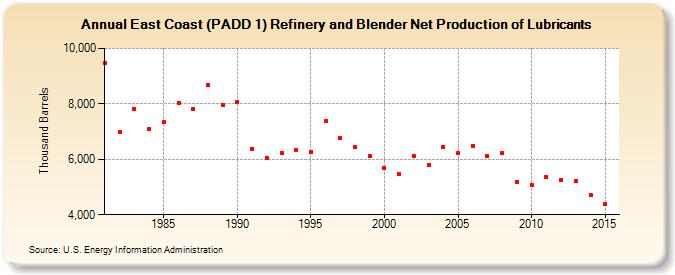 Annual East Coast (PADD 1) Refinery and Blender Net Production of Lubricants
Thousand Barrels
10,000
8,000
6,000
4,000
1985 1990 1995 2000 2005 2010 2015
Source: U.S. Energy Information Administration